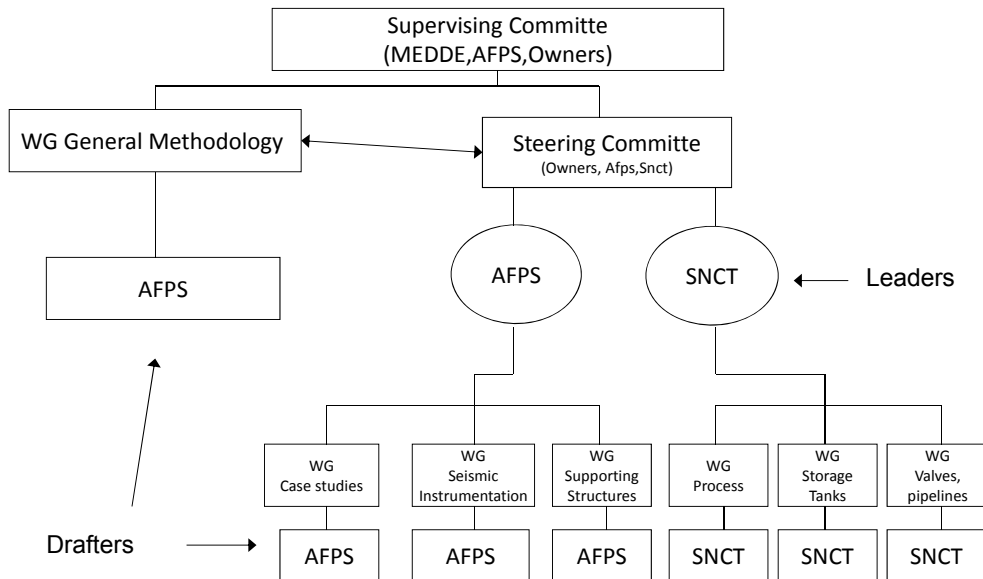 Supervising Committe
(MEDDE,AFPS,Owners)
WG General Methodology
Steering Committe
(Owners, Afps,Snct)
AFPS
AFPS
SNCT
Leaders
WG
Case studies
WG
Seismic
Instrumentation
WG
Supporting
Structures
WG
Process
WG
Storage
Tanks
WG
Valves,
pipelines
Drafters
AFPS
AFPS
AFPS
SNCT
SNCT
SNCT